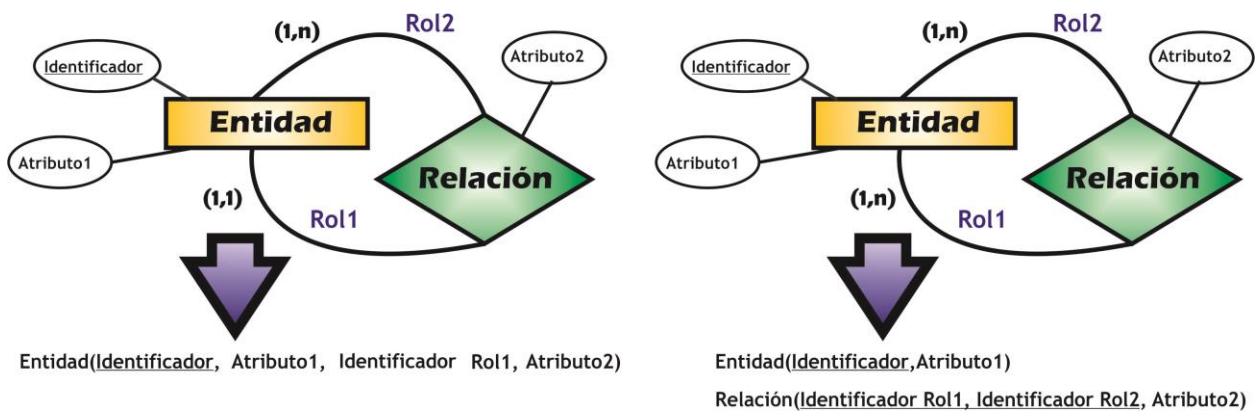 (1,n)
Rol2
Identificador
Atributo2
Entidad
Atributo1
Relación
(1,1)
Rol1
Entidad(Identificador, Atributo1, Identificador Rol1, Atributo2)
(1,n)
Rol2
Identificador
Atributo2
Entidad
Atributo1
Relación
(1,n)
Rol1
Entidad(Identificador,Atributo1)
Relación(Identificador Rol1, Identificador Rol2, Atributo2)